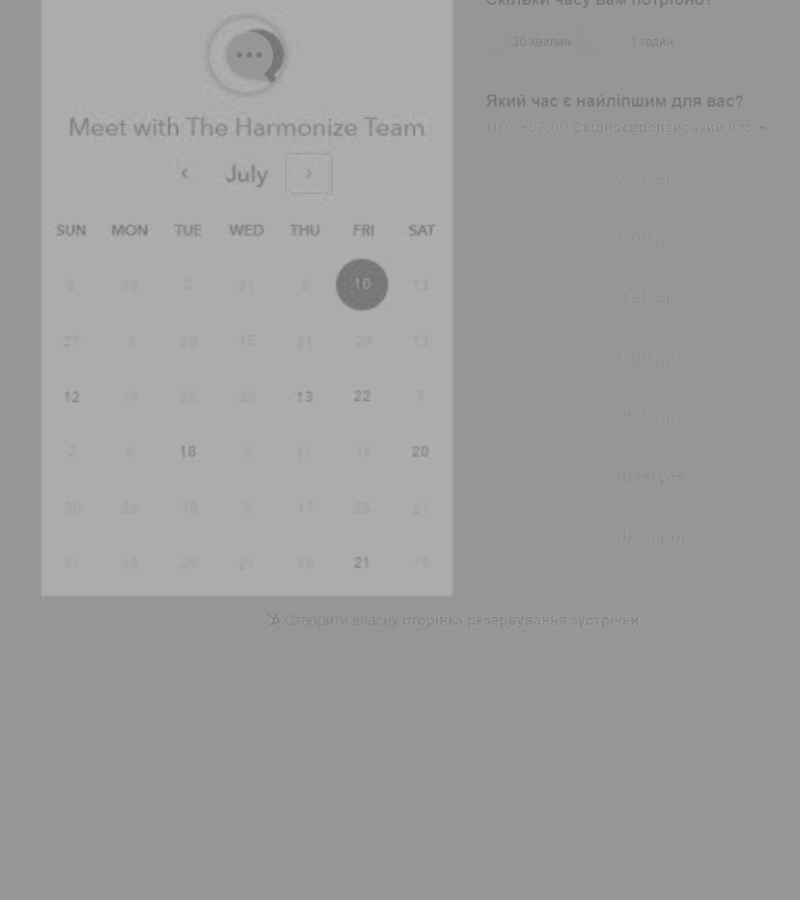 Meet with The Harmonize Team
July
SUN MON TUE WED THU FRI SAT
5 18 2 21 8 10 13
27 9 20 15 21 29 13
12 19 25 22 13 22 7
2 6 18 3 11 16 20
30 26 10 3 17 25 21
11 18 29 21 10 21 19
Скільки часу вам потрібно?
30 хвилин 1 годин
Який час є найліпшим для вас?
UTC +03:00 Східноєвропейський час
7:30 pm
8:00 pm
8:30 pm
9:00 pm
9:30 pm
10:00 pm
10:30 pm
Створити власну сторінка резервування зустрічей